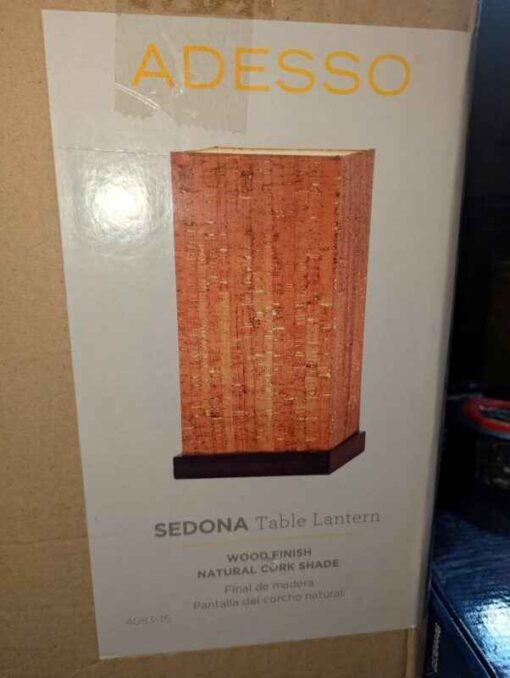 ADESSO
SEDONA Table Lantern
WOOD FINISH
NATURAL CORK SHADE
Final de madera
Pantalla del corcho natural
4083-15